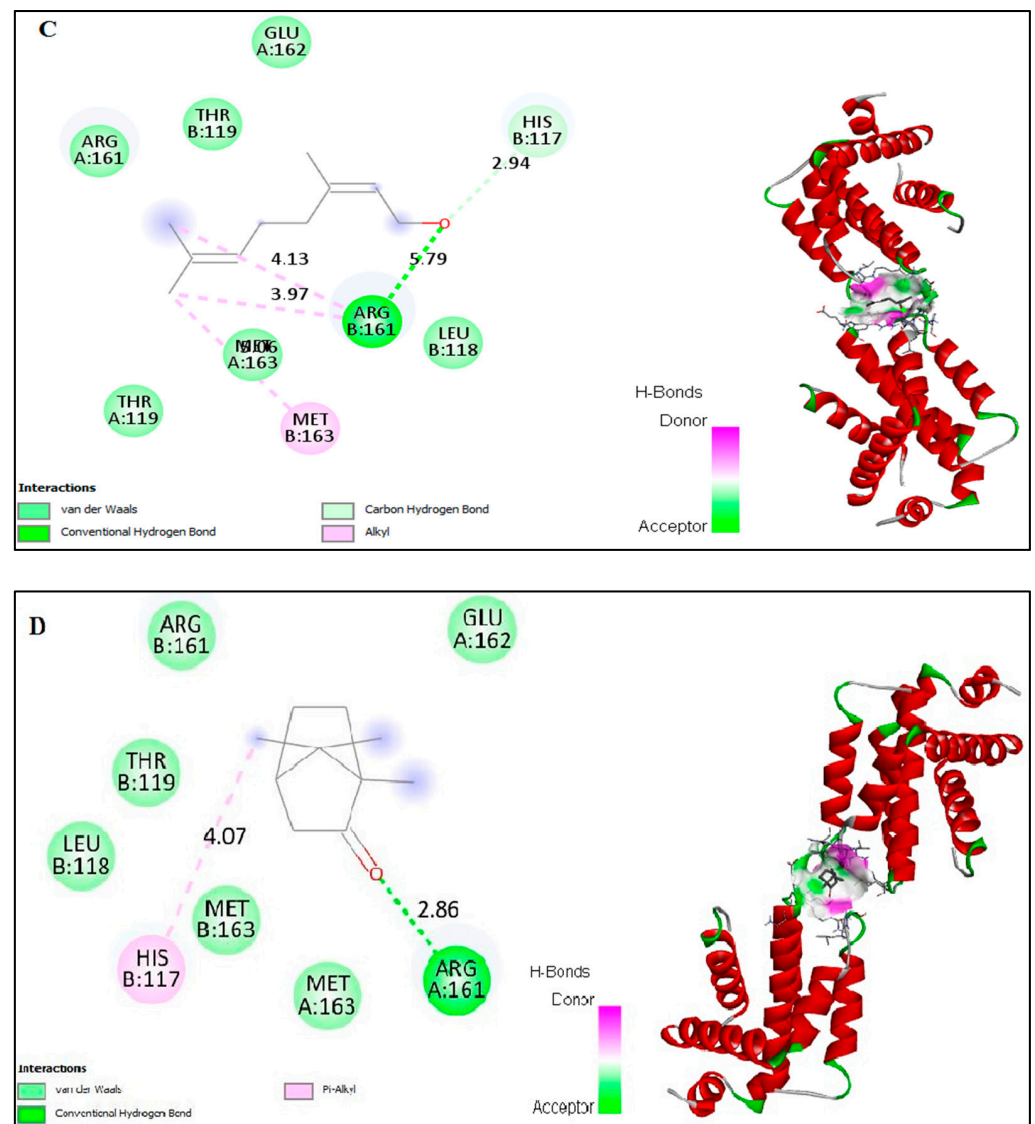 C
GLU
A:162
THR
B:119
ARG
A:161
HIS
B:117
2.94
4.13
5.79
3.97
ARG
B:161
LEU
B:118
A:163
THR
A:119
MET
B:163
H-Bonds
Donor
Acceptor
Interactions
van der Waals
Conventional Hydrogen Bond
Carbon Hydrogen Bond
Alkyl
D
ARG
B:161
GLU
A:162
THR
B:119
4.07
LEU
B:118
MET
B:163
2.86
HIS
B:117
MET
A:163
ARG
A:161
H-Bonds
Donor
Acceptor
Interactions
van der Waals
Conventional Hydrogen Bond
Pi-Alkyl